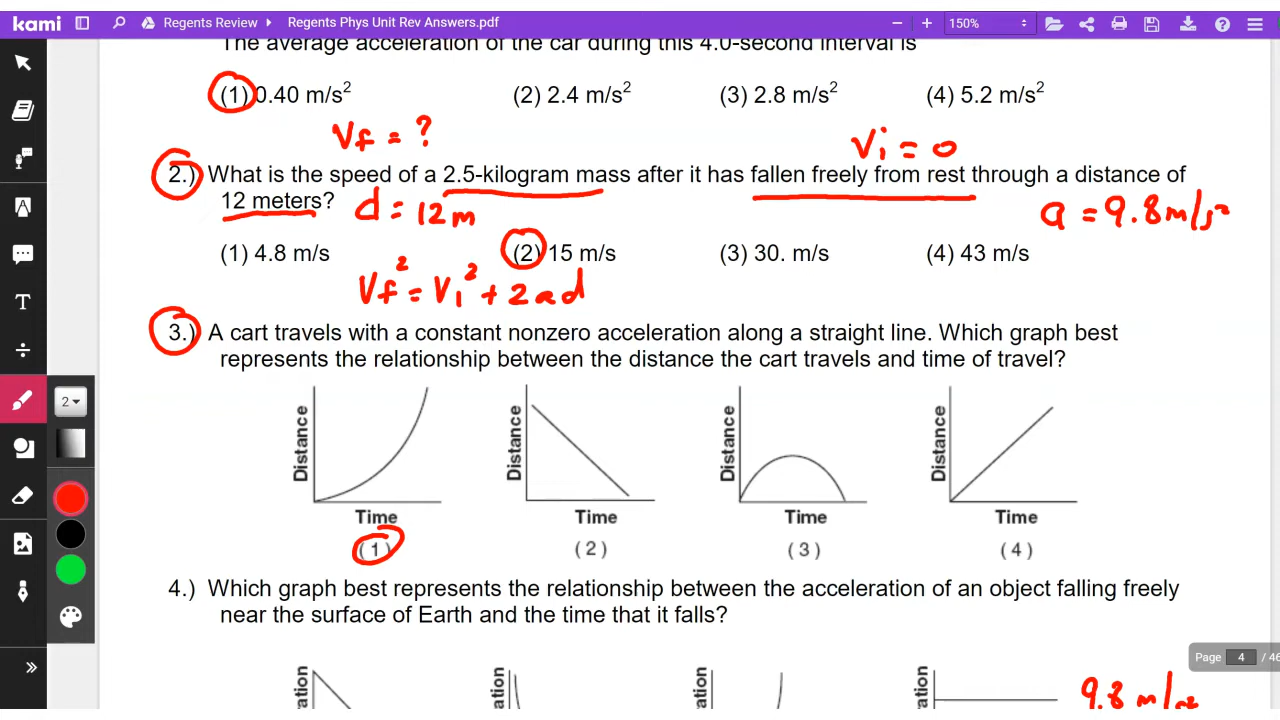 kami Regents Review Regents Phys Unit Rev Answers.pdf 150%
The average acceleration of the car during this 4.0-second interval is
(1) 0.40 m/s² (2) 2.4 m/s² (3) 2.8 m/s² (4) 5.2 m/s²
Vf = ? Vi = 0
2.) What is the speed of a 2.5-kilogram mass after it has fallen freely from rest through a distance of
12 meters? d = 12m a = 9.8m/s²
(1) 4.8 m/s (2) 15 m/s (3) 30. m/s (4) 43 m/s
Vf² = Vi² + 2ad
3.) A cart travels with a constant nonzero acceleration along a straight line. Which graph best
represents the relationship between the distance the cart travels and time of travel?
Distance Distance Distance Distance
Time Time Time Time
(1) (2) (3) (4)
4.) Which graph best represents the relationship between the acceleration of an object falling freely
near the surface of Earth and the time that it falls?
Page 4 / 46
9.8 m/s²
2